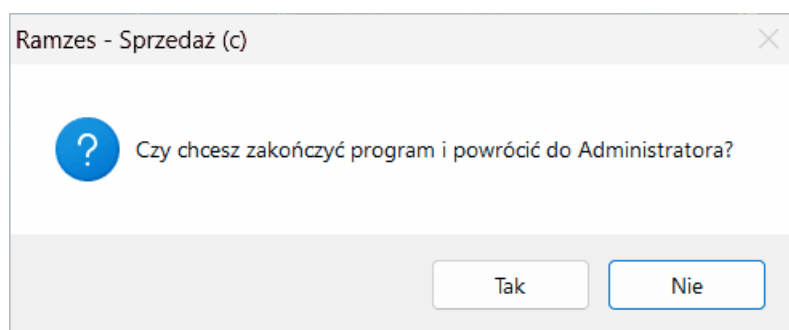 Ramzes - Sprzedaż (c)
Czy chcesz zakończyć program i powrócić do Administratora?
Tak Nie